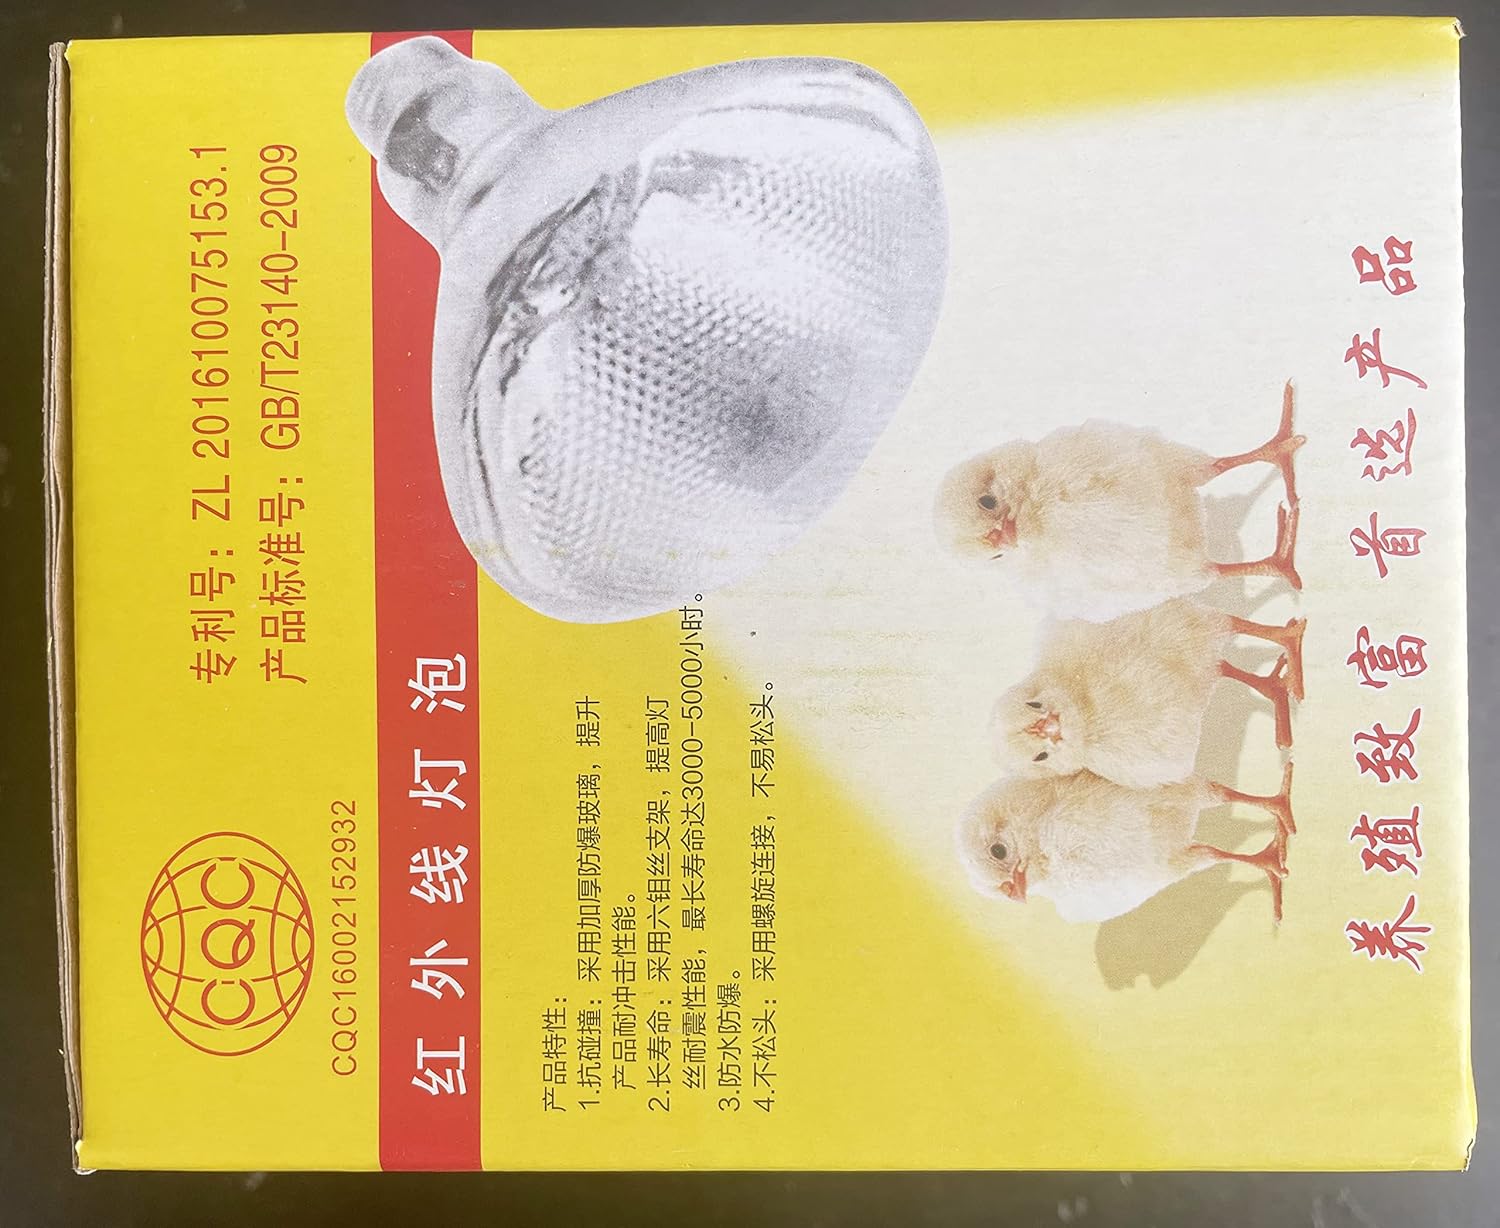 CQC
CQC16002152932
专利号：ZL 201610075153.1
产品标准号：GB/T23140-2009
红外线灯泡
产品特性：
1.抗碰撞：采用加厚防爆玻璃，提升
产品耐冲击性能。
2.长寿命：采用六钼丝支架，提高灯
丝耐震性能，最长寿命达3000-5000小时。
3.防水防爆。
4.不松头：采用螺旋连接，不易松头。
养殖致富 首选产品